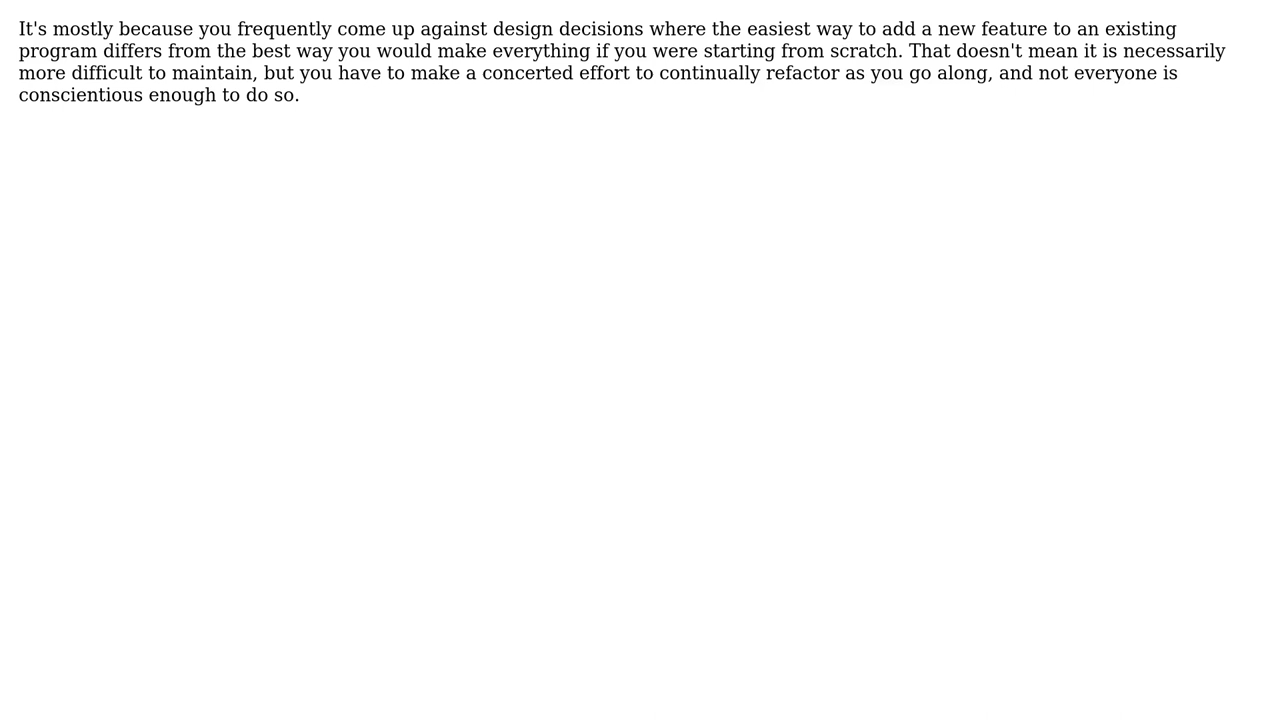 It's mostly because you frequently come up against design decisions where the easiest way to add a new feature to an existing
program differs from the best way you would make everything if you were starting from scratch. That doesn't mean it is necessarily
more difficult to maintain, but you have to make a concerted effort to continually refactor as you go along, and not everyone is
conscientious enough to do so.